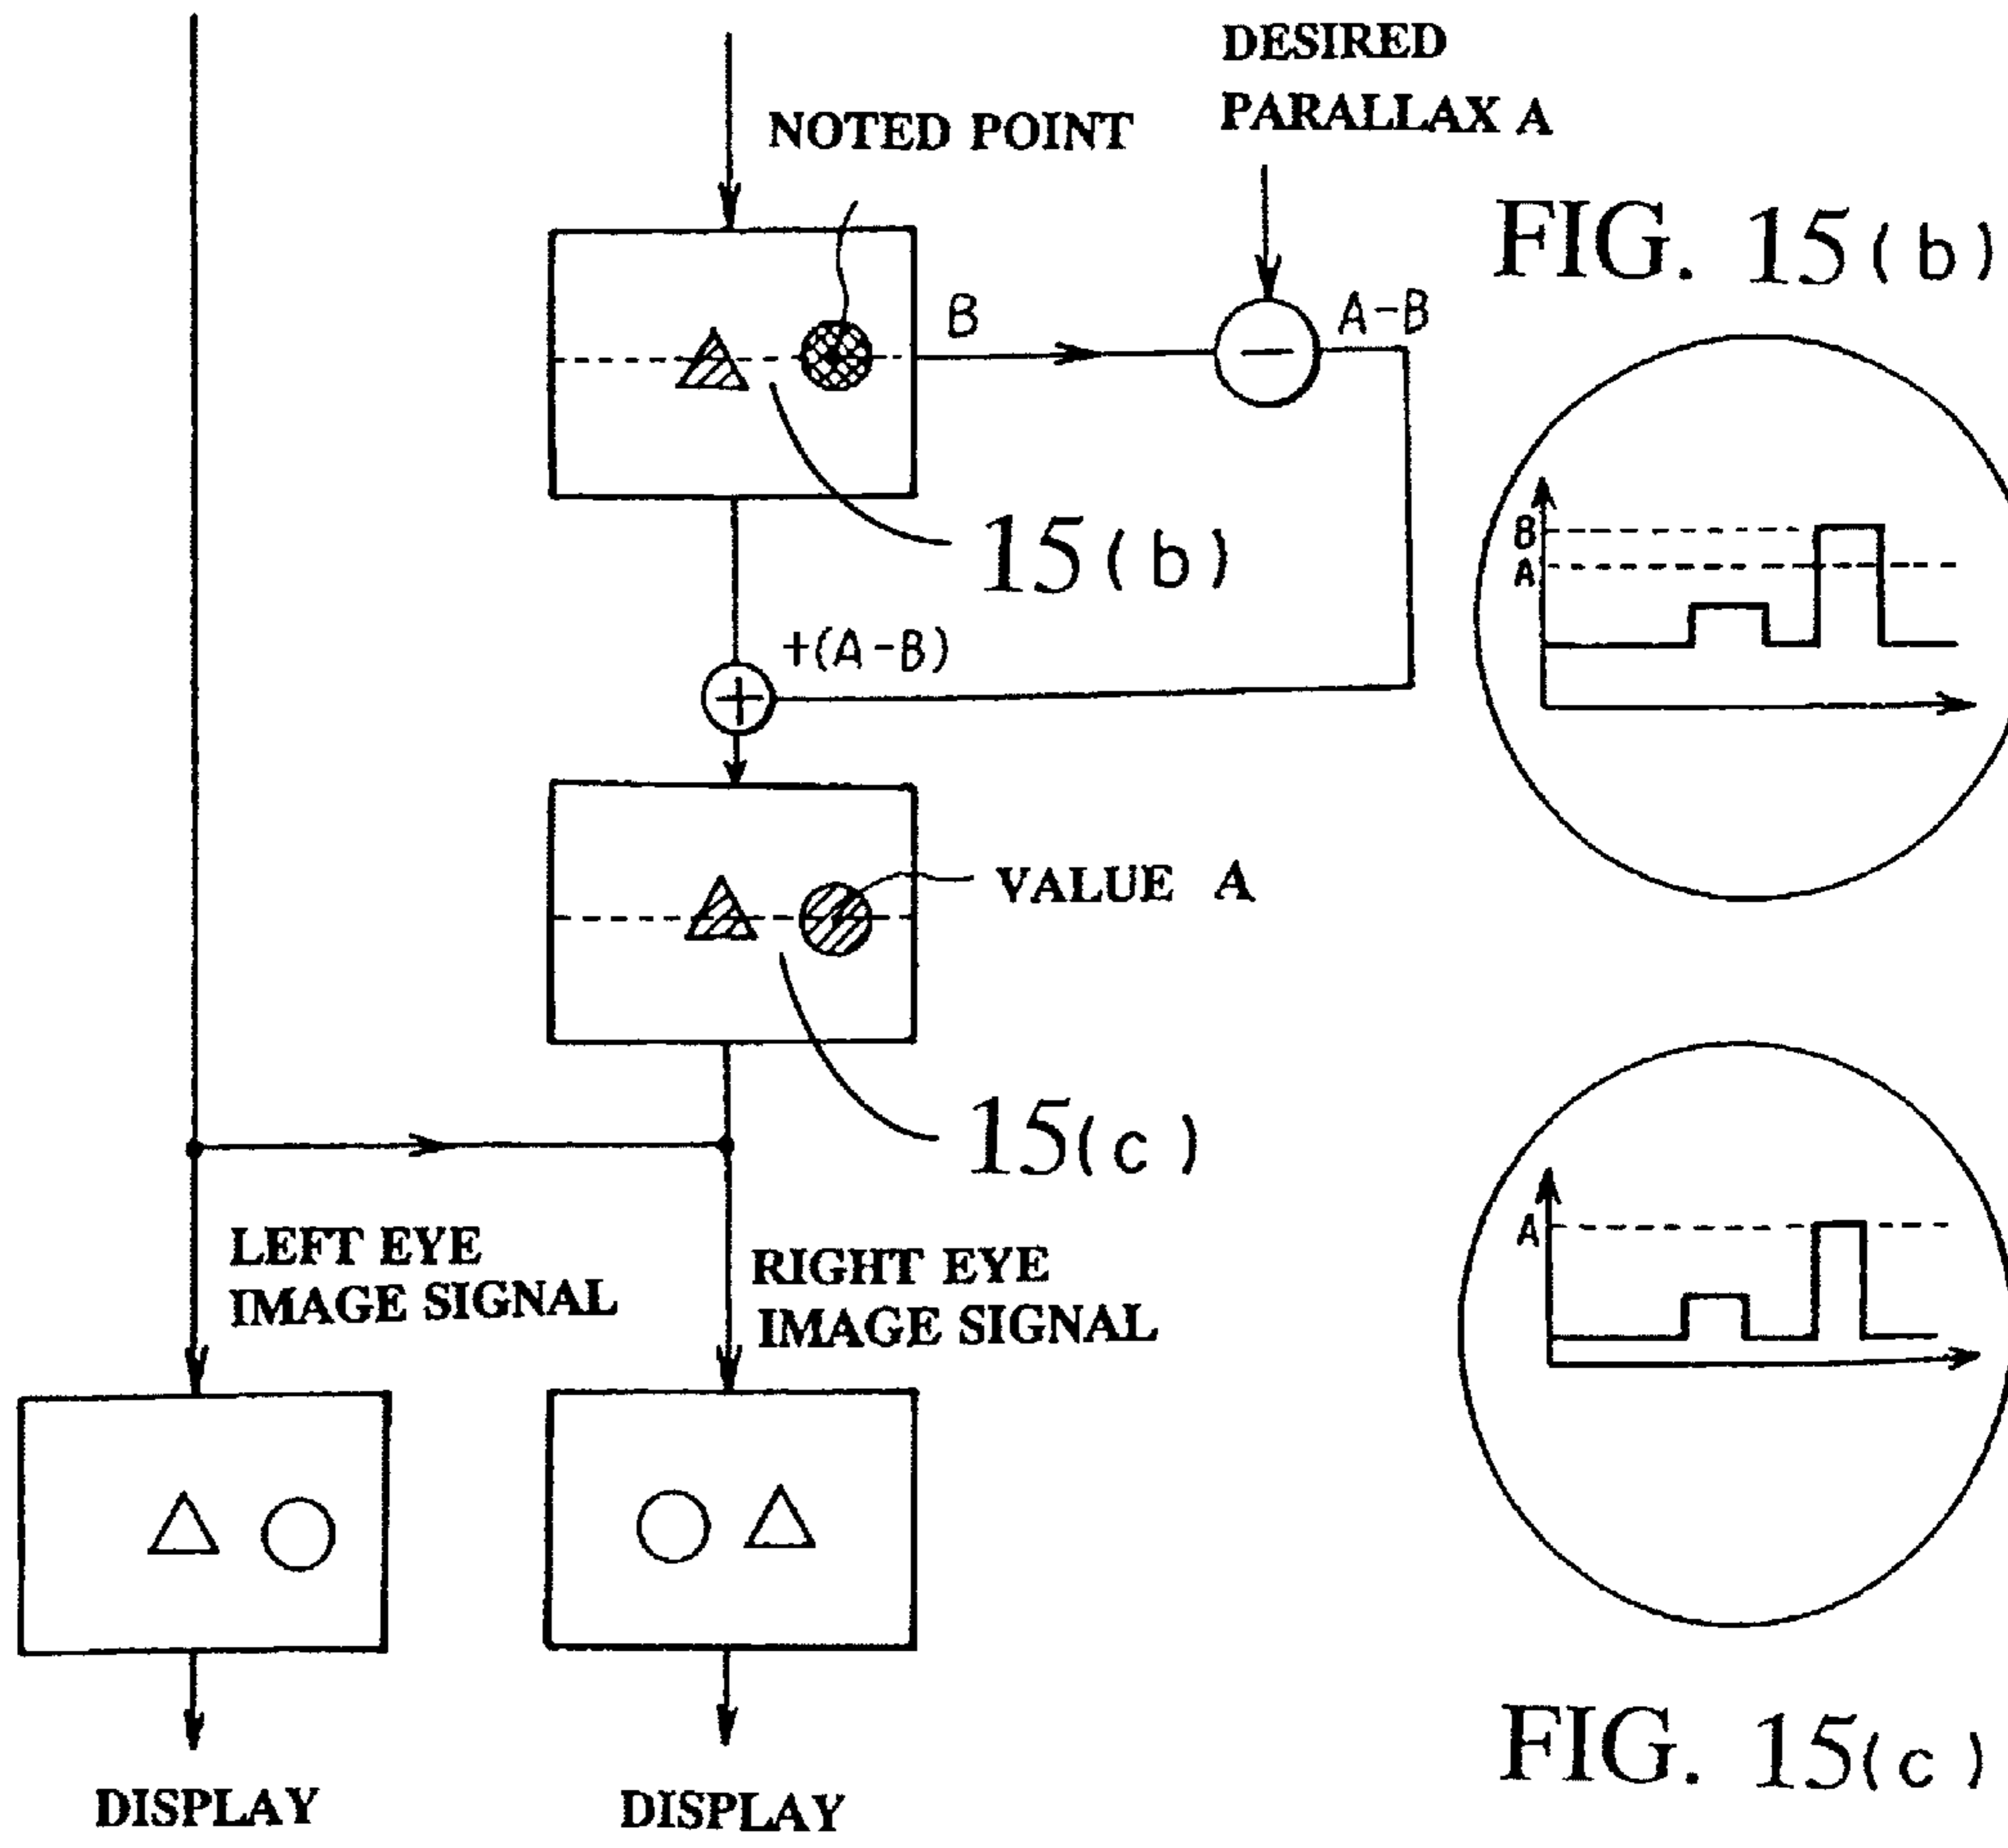 DESIRED
PARALLAX A
NOTED POINT
FIG. 15(b)
B
A-B
15(b)
B
A
+(A-B)
VALUE A
15(c)
A
LEFT EYE
IMAGE SIGNAL
RIGHT EYE
IMAGE SIGNAL
FIG. 15(c)
DISPLAY
DISPLAY